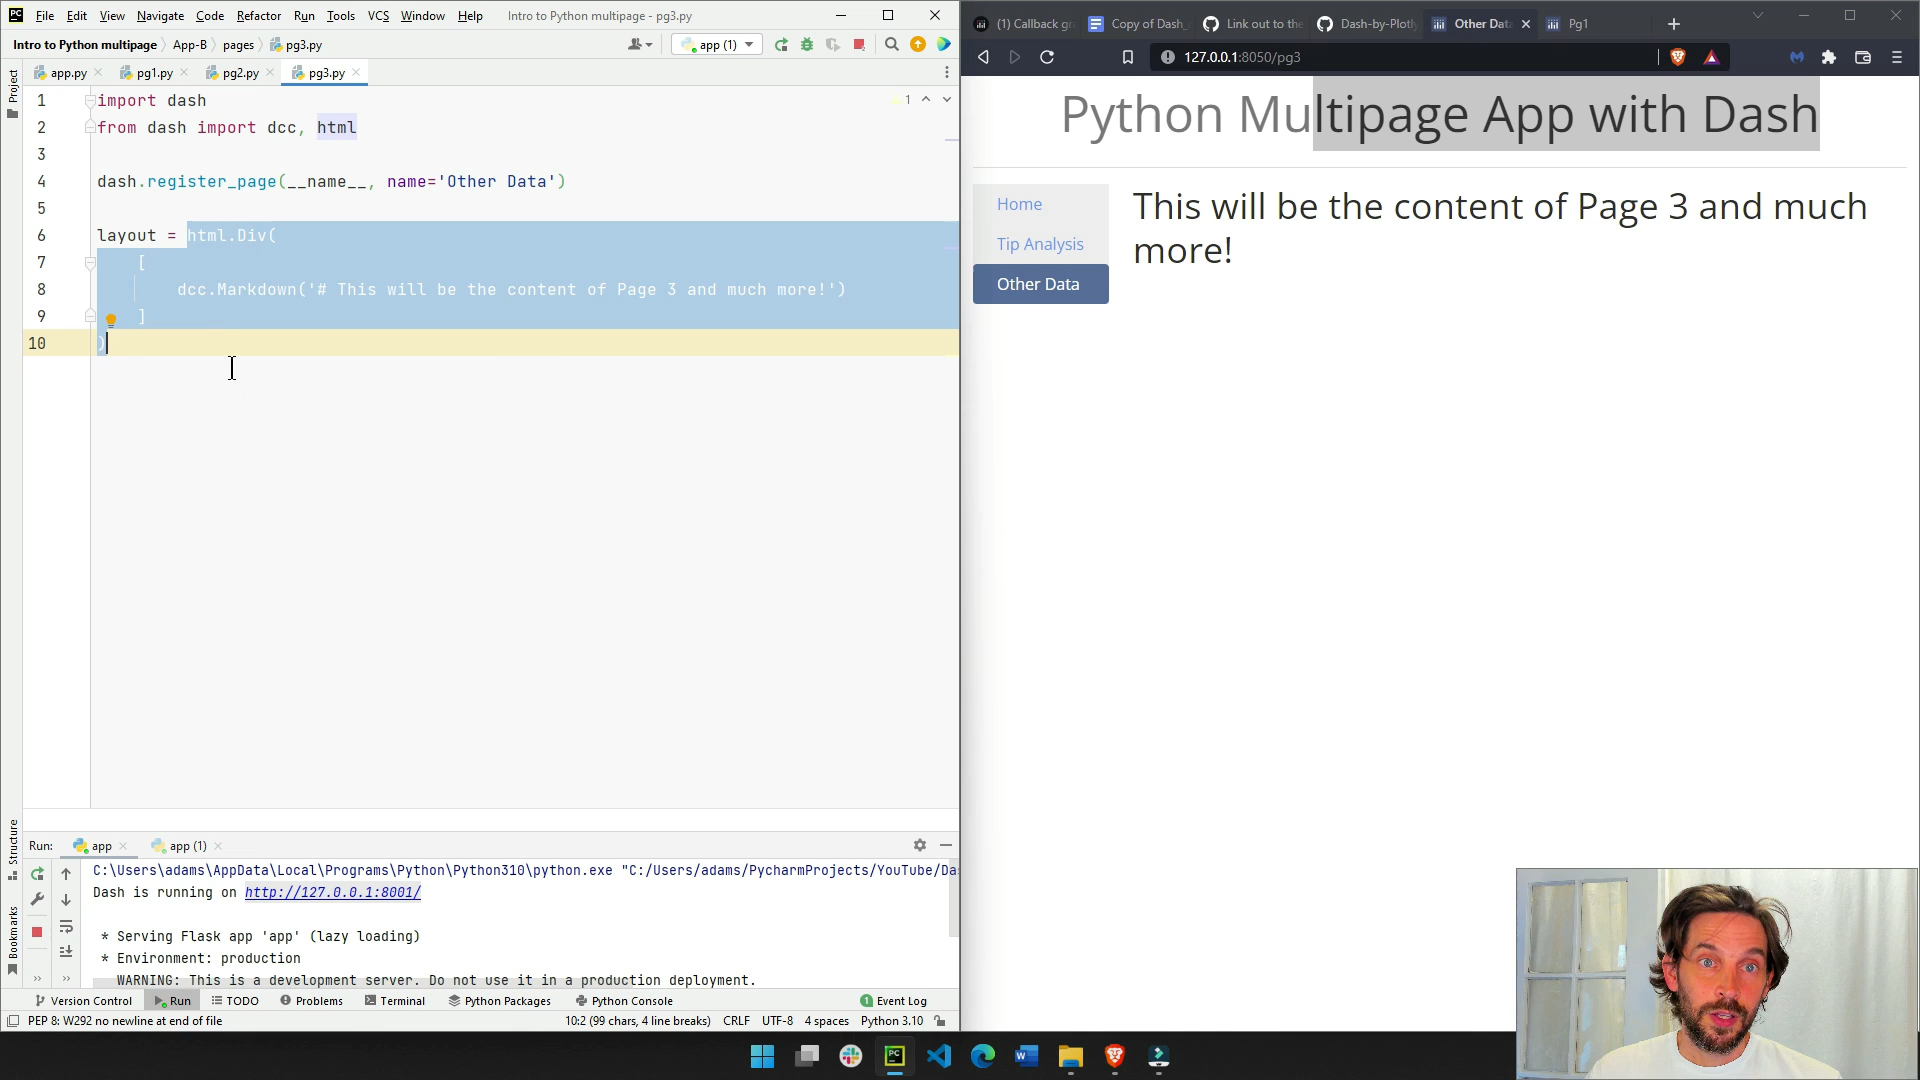 File Edit View Navigate Code Refactor Run Tools VCS Window Help Intro to Python multipage - pg3.py
Intro to Python multipage App-B pages pg3.py app (1)
app.py pg1.py pg2.py pg3.py
Project
1 import dash
2 from dash import dcc, html
3
4 dash.register_page(__name__, name='Other Data')
5
6 layout = html.Div(
7 [
8 dcc.Markdown('# This will be the content of Page 3 and much more!')
9 ]
10 )
1
Structure
Bookmarks
Run: app app (1)
C:\Users\adams\AppData\Local\Programs\Python\Python310\python.exe "C:/Users/adams/PycharmProjects/YouTube/Da
Dash is running on http://127.0.0.1:8001/
* Serving Flask app 'app' (lazy loading)
* Environment: production
WARNING: This is a development server. Do not use it in a production deployment.
Version Control Run TODO Problems Terminal Python Packages Python Console 1 Event Log
PEP 8: W292 no newline at end of file 10:2 (99 chars, 4 line breaks) CRLF UTF-8 4 spaces Python 3.10
(1) Callback gr Copy of Dash_ Link out to the Dash-by-Plotly Other Data Pg1
127.0.0.1:8050/pg3
Python Multipage App with Dash
Home
Tip Analysis
Other Data
This will be the content of Page 3 and much
more!